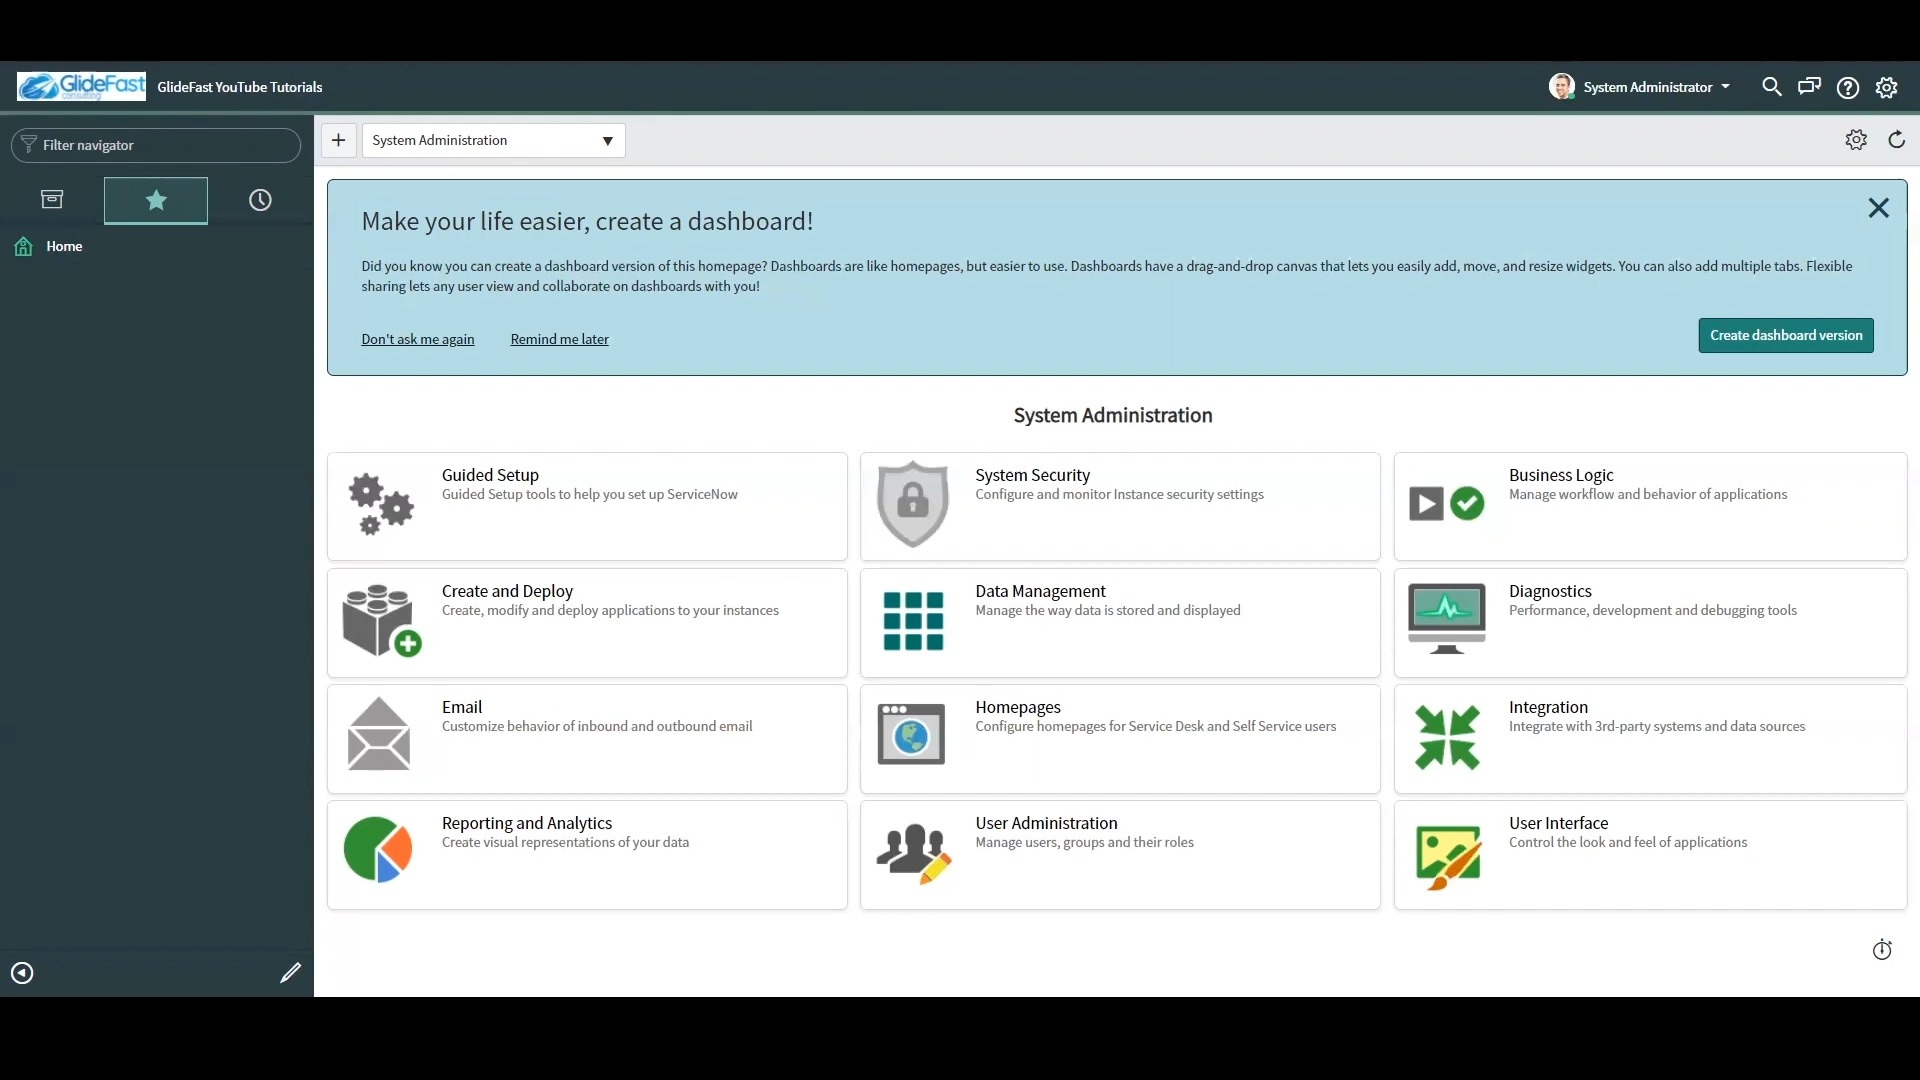 GlideFast
consulting
GlideFast YouTube Tutorials
System Administrator
Filter navigator
System Administration
Home
Make your life easier, create a dashboard!
Did you know you can create a dashboard version of this homepage? Dashboards are like homepages, but easier to use. Dashboards have a drag-and-drop canvas that lets you easily add, move, and resize widgets. You can also add multiple tabs. Flexible
sharing lets any user view and collaborate on dashboards with you!
Don't ask me again
Remind me later
Create dashboard version
System Administration
Guided Setup
Guided Setup tools to help you set up ServiceNow
System Security
Configure and monitor Instance security settings
Business Logic
Manage workflow and behavior of applications
Create and Deploy
Create, modify and deploy applications to your instances
Data Management
Manage the way data is stored and displayed
Diagnostics
Performance, development and debugging tools
Email
Customize behavior of inbound and outbound email
Homepages
Configure homepages for Service Desk and Self Service users
Integration
Integrate with 3rd-party systems and data sources
Reporting and Analytics
Create visual representations of your data
User Administration
Manage users, groups and their roles
User Interface
Control the look and feel of applications